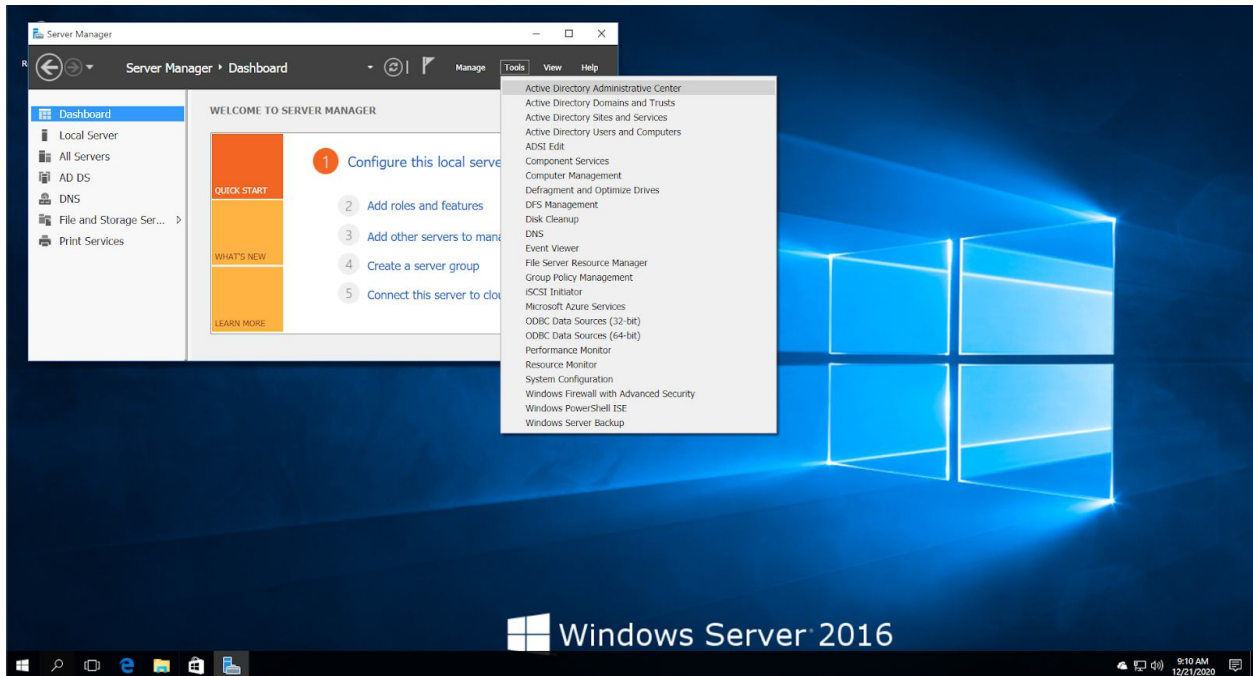 Server Manager
R
Server Manager • Dashboard
Manage Tools View Help
Dashboard
Local Server
All Servers
AD DS
DNS
File and Storage Ser...
Print Services
WELCOME TO SERVER MANAGER
QUICK START
WHAT'S NEW
LEARN MORE
1 Configure this local serve
2 Add roles and features
3 Add other servers to mana
4 Create a server group
5 Connect this server to clou
Active Directory Administrative Center
Active Directory Domains and Trusts
Active Directory Sites and Services
Active Directory Users and Computers
ADSI Edit
Component Services
Computer Management
Defragment and Optimize Drives
DFS Management
Disk Cleanup
DNS
Event Viewer
File Server Resource Manager
Group Policy Management
iSCSI Initiator
Microsoft Azure Services
ODBC Data Sources (32-bit)
ODBC Data Sources (64-bit)
Performance Monitor
Resource Monitor
System Configuration
Windows Firewall with Advanced Security
Windows PowerShell ISE
Windows Server Backup
Windows Server 2016
9:10 AM
12/21/2020